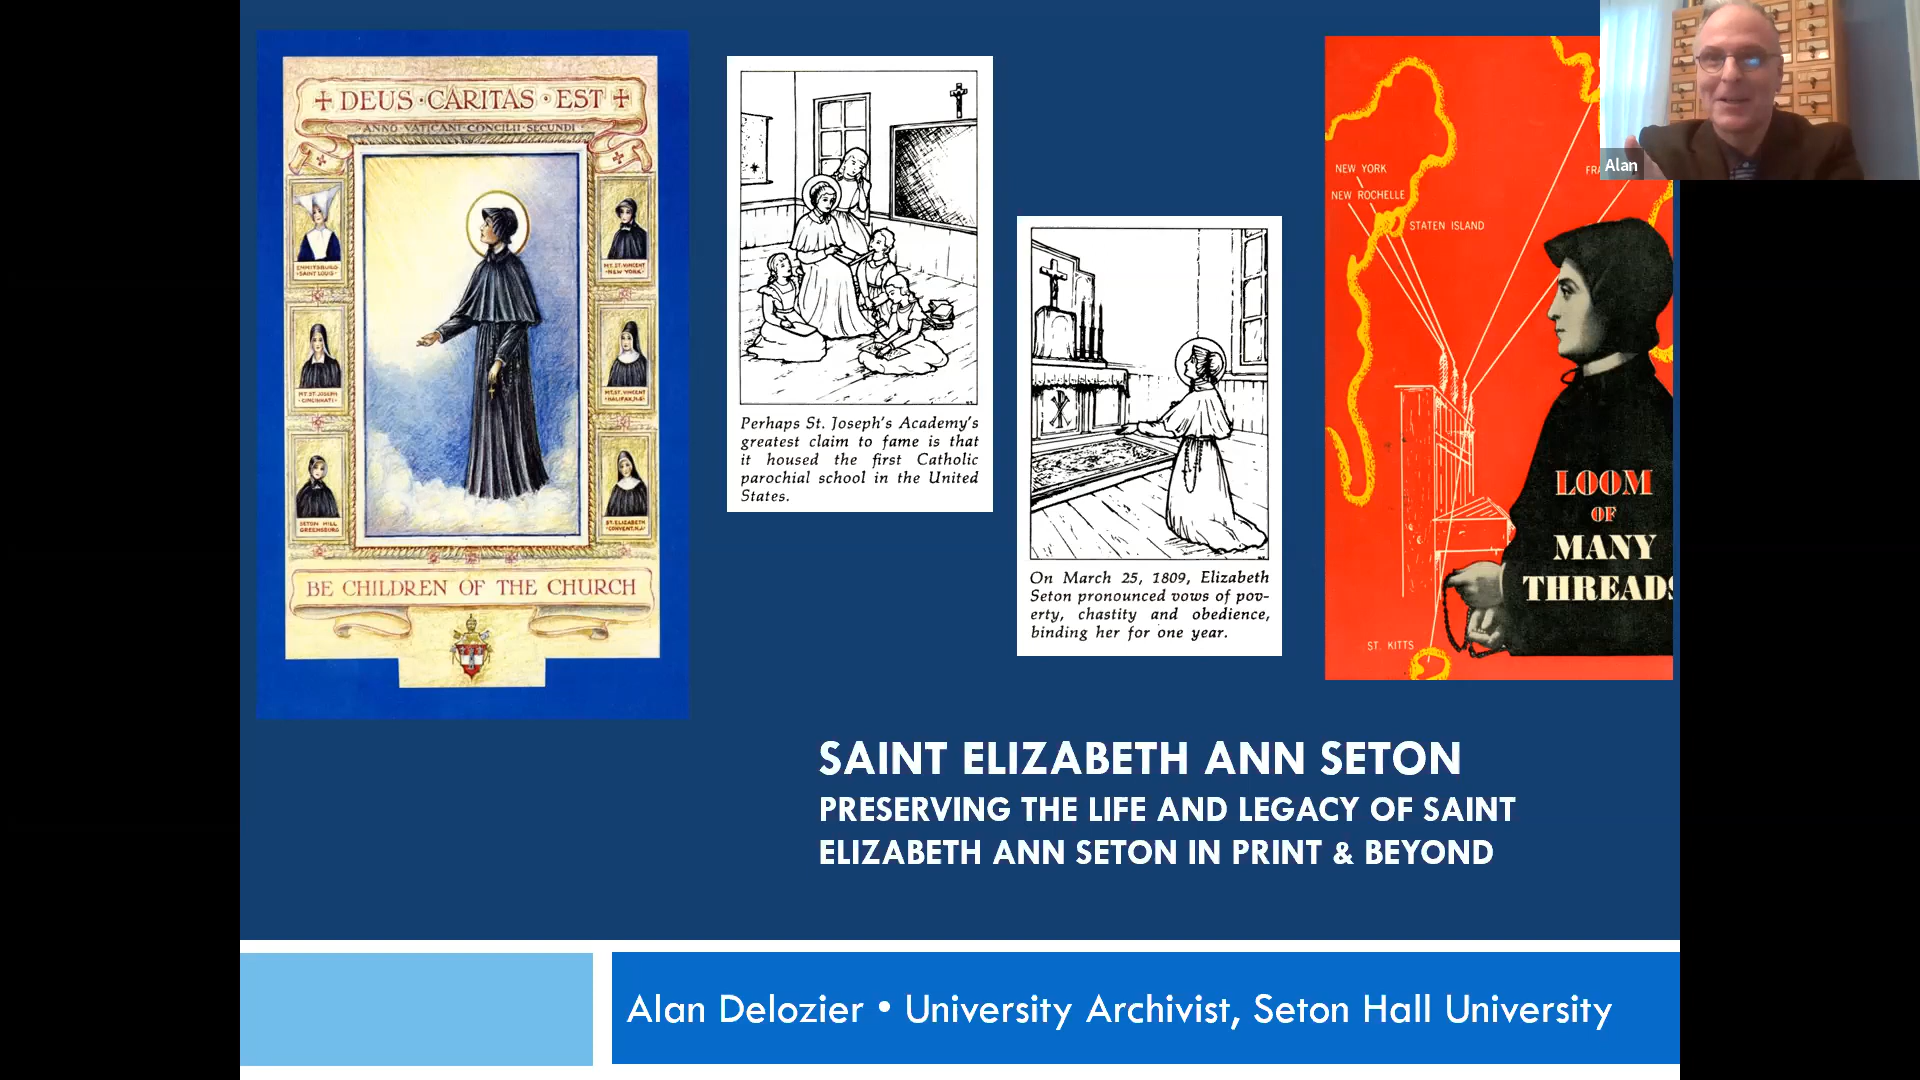 DEUS·CARITAS·EST
ANNO VATICANI CONCILII SECUNDI
EMMITSBURG
SAINT LOUIS
MT. ST. VINCENT
NEW YORK
MT ST. JOSEPH
CINCINNATI
MT. ST. VINCENT
HALIFAX, N.S.
SETON HILL
GREENSBURG
ST. ELIZABETH
CONVENT, N.J.
BE CHILDREN OF THE CHURCH
Perhaps St. Joseph's Academy's
greatest claim to fame is that
it housed the first Catholic
parochial school in the United
States.
On March 25, 1809, Elizabeth
Seton pronounced vows of pov-
erty, chastity and obedience,
binding her for one year.
NEW YORK
NEW ROCHELLE
STATEN ISLAND
ST. KITTS
LOOM
OF
MANY
THREADS
Alan
SAINT ELIZABETH ANN SETON
PRESERVING THE LIFE AND LEGACY OF SAINT
ELIZABETH ANN SETON IN PRINT & BEYOND
Alan Delozier • University Archivist, Seton Hall University